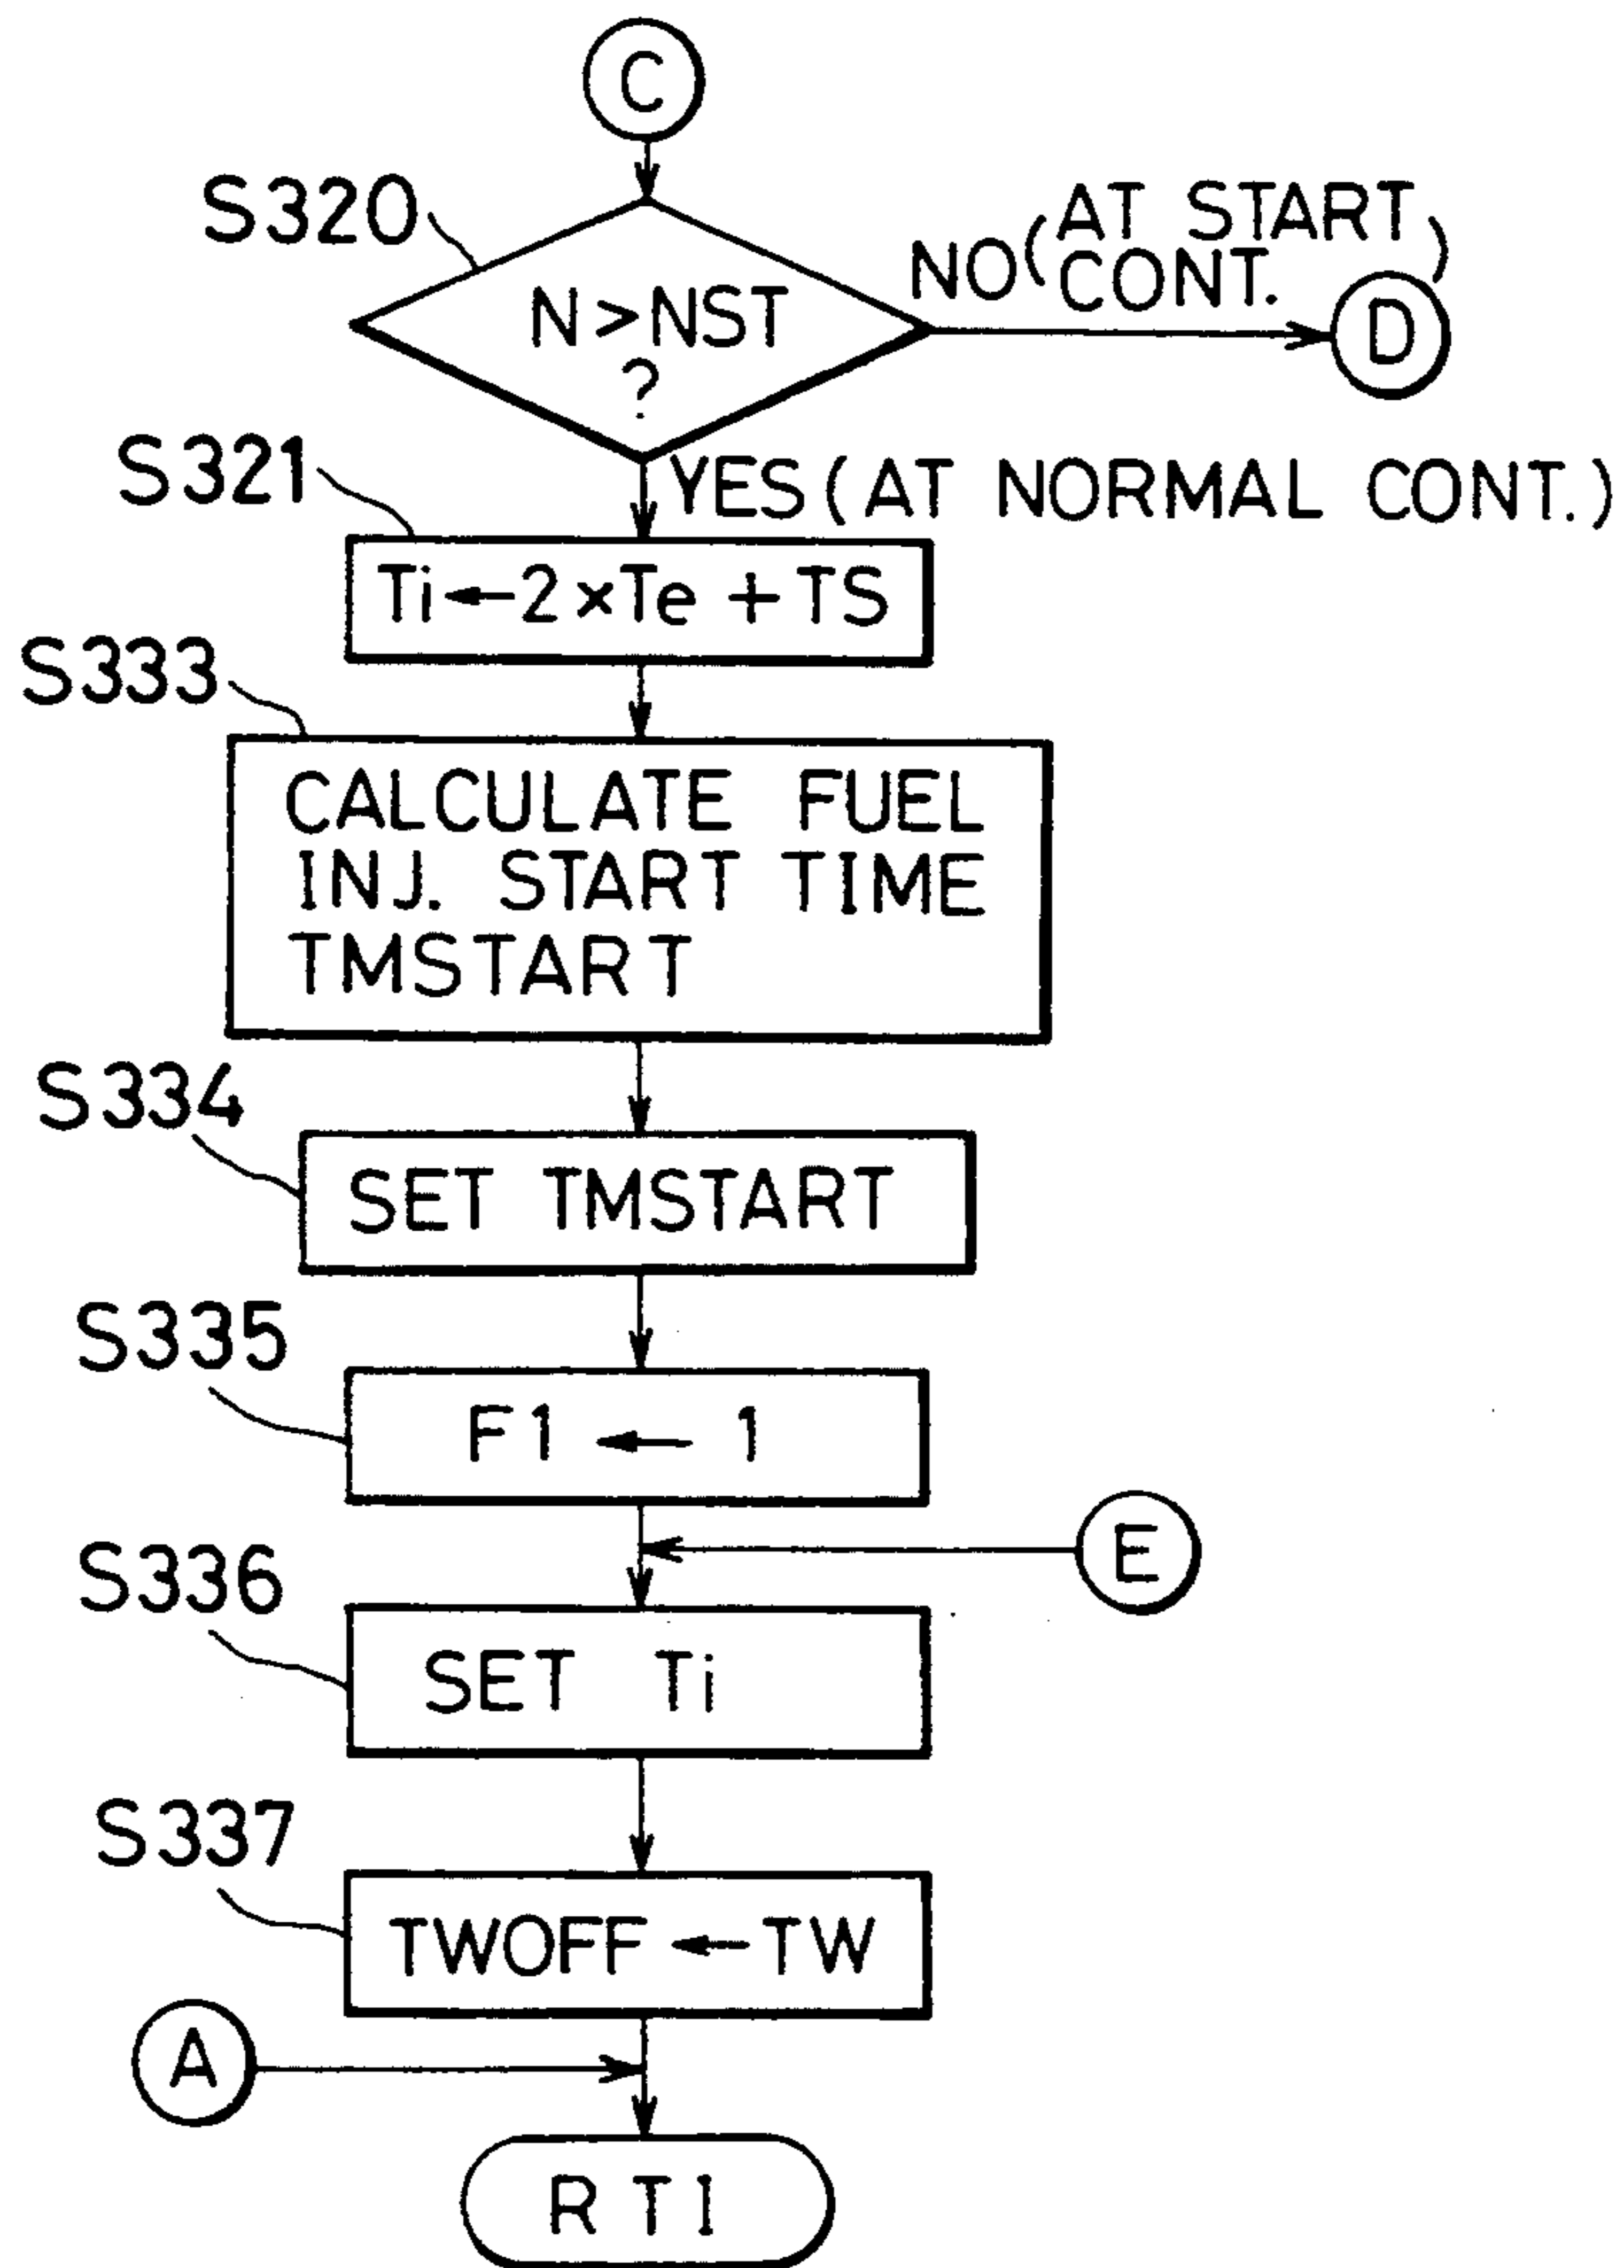 C
S320
N>NST
?
NO(AT START
CONT.)
D
S321
YES(AT NORMAL CONT.)
Ti←2×Te+TS
S333
CALCULATE FUEL
INJ. START TIME
TMSTART
S334
SET TMSTART
S335
F1 ← 1
E
S336
SET Ti
S337
TWOFF ← TW
A
RTI